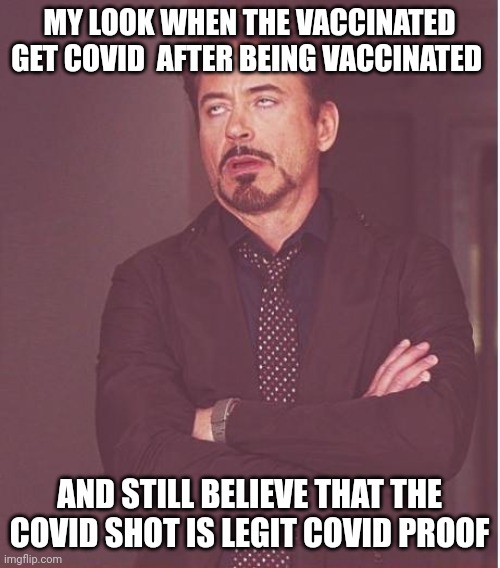 MY LOOK WHEN THE VACCINATED
GET COVID AFTER BEING VACCINATED
AND STILL BELIEVE THAT THE
COVID SHOT IS LEGIT COVID PROOF
imgflip.com